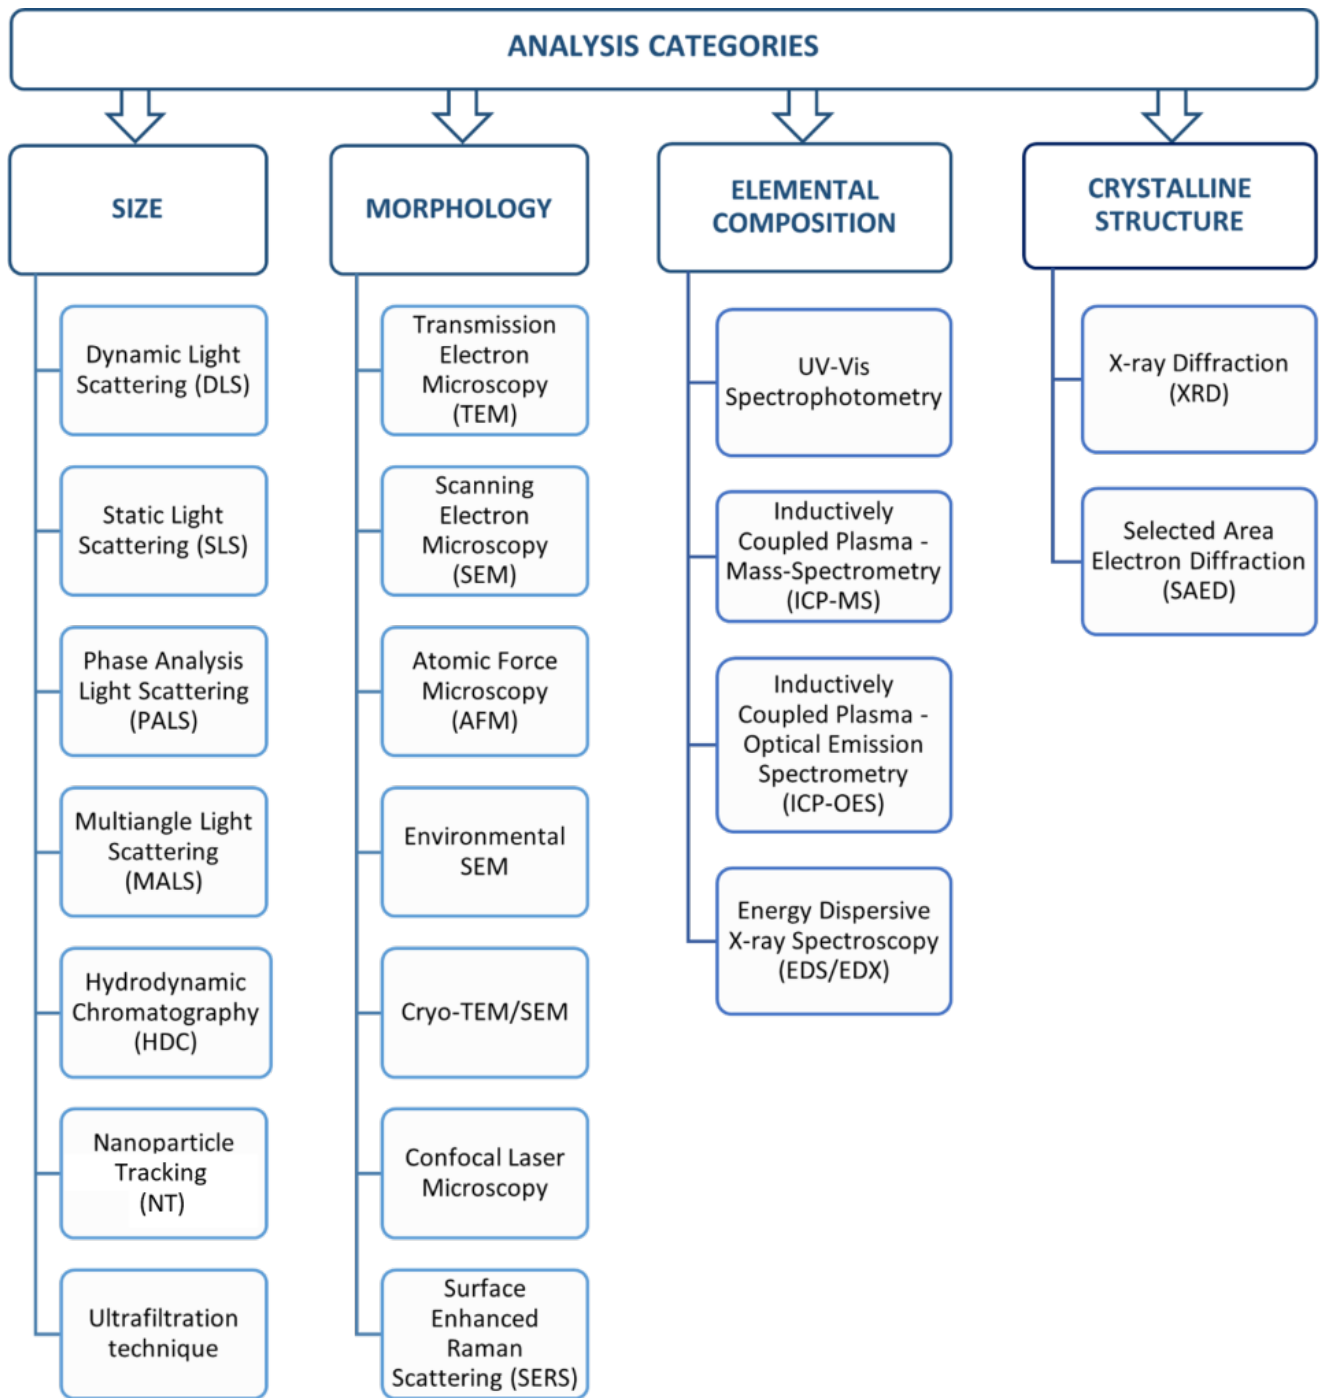 ANALYSIS CATEGORIES
SIZE
Dynamic Light
Scattering (DLS)
Static Light
Scattering (SLS)
Phase Analysis
Light Scattering
(PALS)
Multiangle Light
Scattering
(MALS)
Hydrodynamic
Chromatography
(HDC)
Nanoparticle
Tracking
(NT)
Ultrafiltration
technique
MORPHOLOGY
Transmission
Electron
Microscopy
(TEM)
Scanning
Electron
Microscopy
(SEM)
Atomic Force
Microscopy
(AFM)
Environmental
SEM
Cryo-TEM/SEM
Confocal Laser
Microscopy
Surface
Enhanced
Raman
Scattering (SERS)
ELEMENTAL
COMPOSITION
UV-Vis
Spectrophotometry
Inductively
Coupled Plasma -
Mass-Spectrometry
(ICP-MS)
Inductively
Coupled Plasma -
Optical Emission
Spectrometry
(ICP-OES)
Energy Dispersive
X-ray Spectroscopy
(EDS/EDX)
CRYSTALLINE
STRUCTURE
X-ray Diffraction
(XRD)
Selected Area
Electron Diffraction
(SAED)